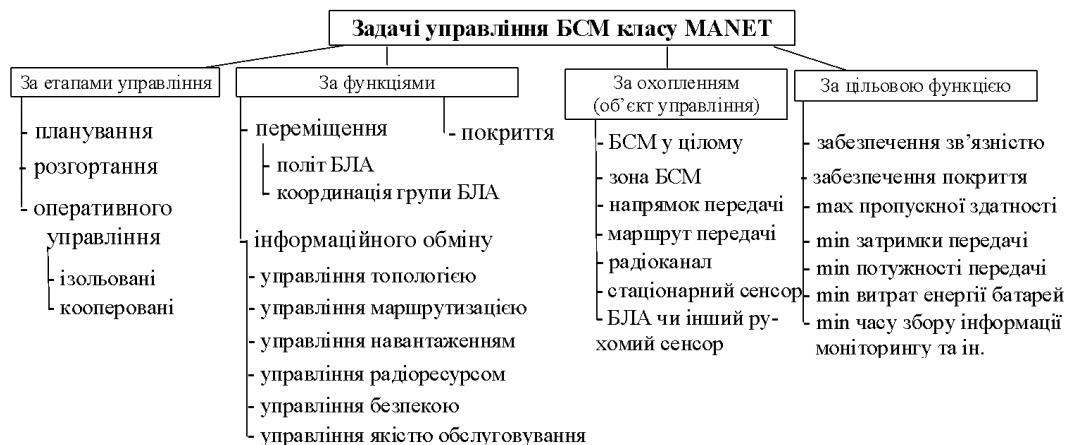 Задачі управління БСМ класу MANET
За етапами управління
- планування
- розгортання
- оперативного
управління
- ізольовані
- кооперовані
За функціями
- переміщення
- політ БЛА
- координація групи БЛА
- покриття
- інформаційного обміну
- управління топологією
- управління маршрутизацією
- управління навантаженням
- управління радіоресурсом
- управління безпекою
- управління якістю обслуговування
За охопленням
(об’єкт управління)
- БСМ у цілому
- зона БСМ
- напрямок передачі
- маршрут передачі
- радіоканал
- стаціонарний сенсор
- БЛА чи інший ру-
хомий сенсор
За цільовою функцією
- забезпечення зв’язністю
- забезпечення покриття
- max пропускної здатності
- min затримки передачі
- min потужності передачі
- min витрат енергії батарей
- min часу збору інформації
моніторингу та ін.